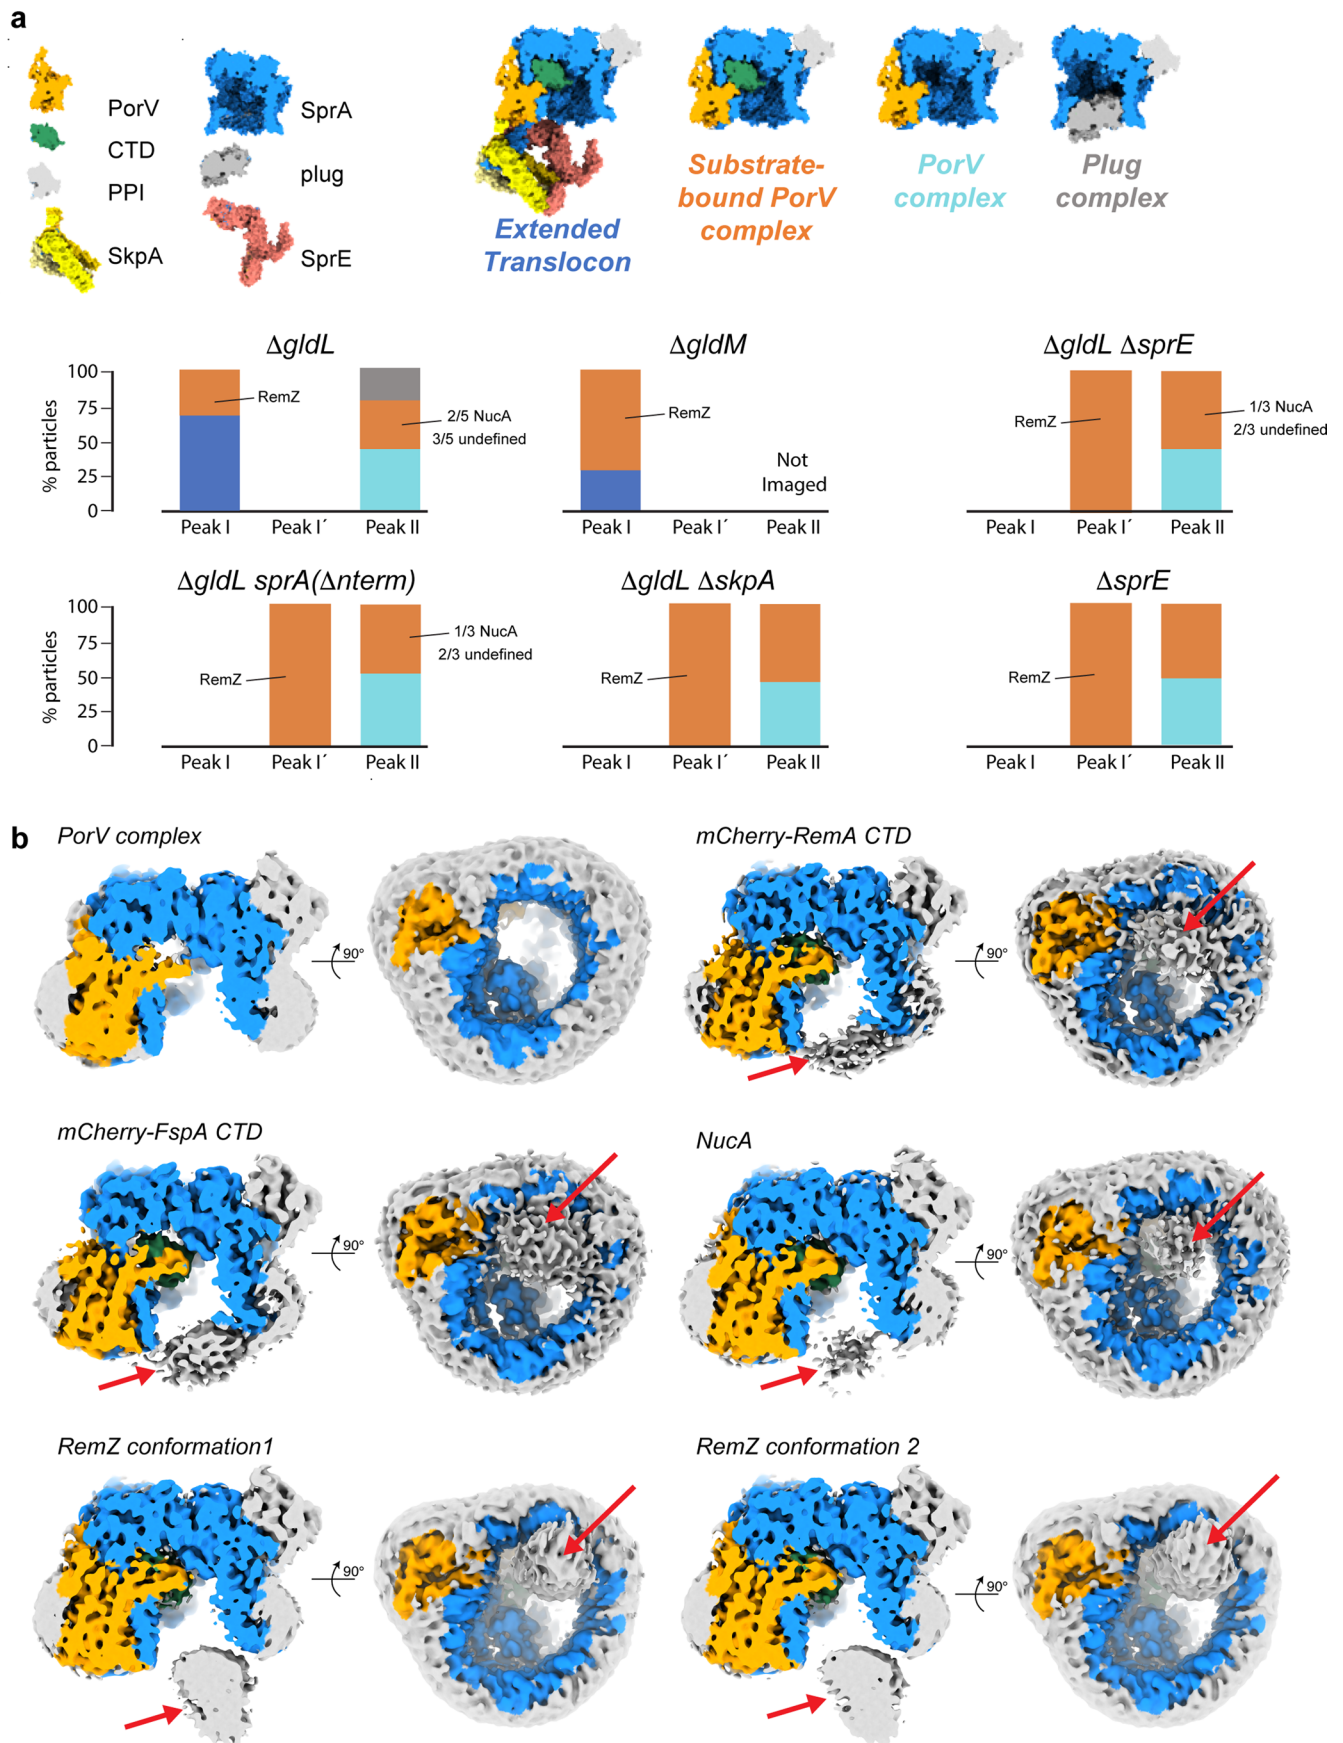 a
PorV
CTD
PPI
SkpA
SprA
plug
SprE
Extended
Translocon
Substrate-
bound PorV
complex
PorV
complex
Plug
complex
ΔgldL
% particles
100
75
50
25
0
RemZ
2/5 NucA
3/5 undefined
Peak I
Peak I´
Peak II
ΔgldM
RemZ
Not
Imaged
Peak I
Peak I´
Peak II
ΔgldL ΔsprE
RemZ
1/3 NucA
2/3 undefined
Peak I
Peak I´
Peak II
ΔgldL sprA(Δnterm)
% particles
100
75
50
25
0
RemZ
1/3 NucA
2/3 undefined
Peak I
Peak I´
Peak II
ΔgldL ΔskpA
RemZ
Peak I
Peak I´
Peak II
ΔsprE
RemZ
Peak I
Peak I´
Peak II
b
PorV complex
90°
mCherry-RemA CTD
90°
mCherry-FspA CTD
90°
NucA
90°
RemZ conformation1
90°
RemZ conformation 2
90°